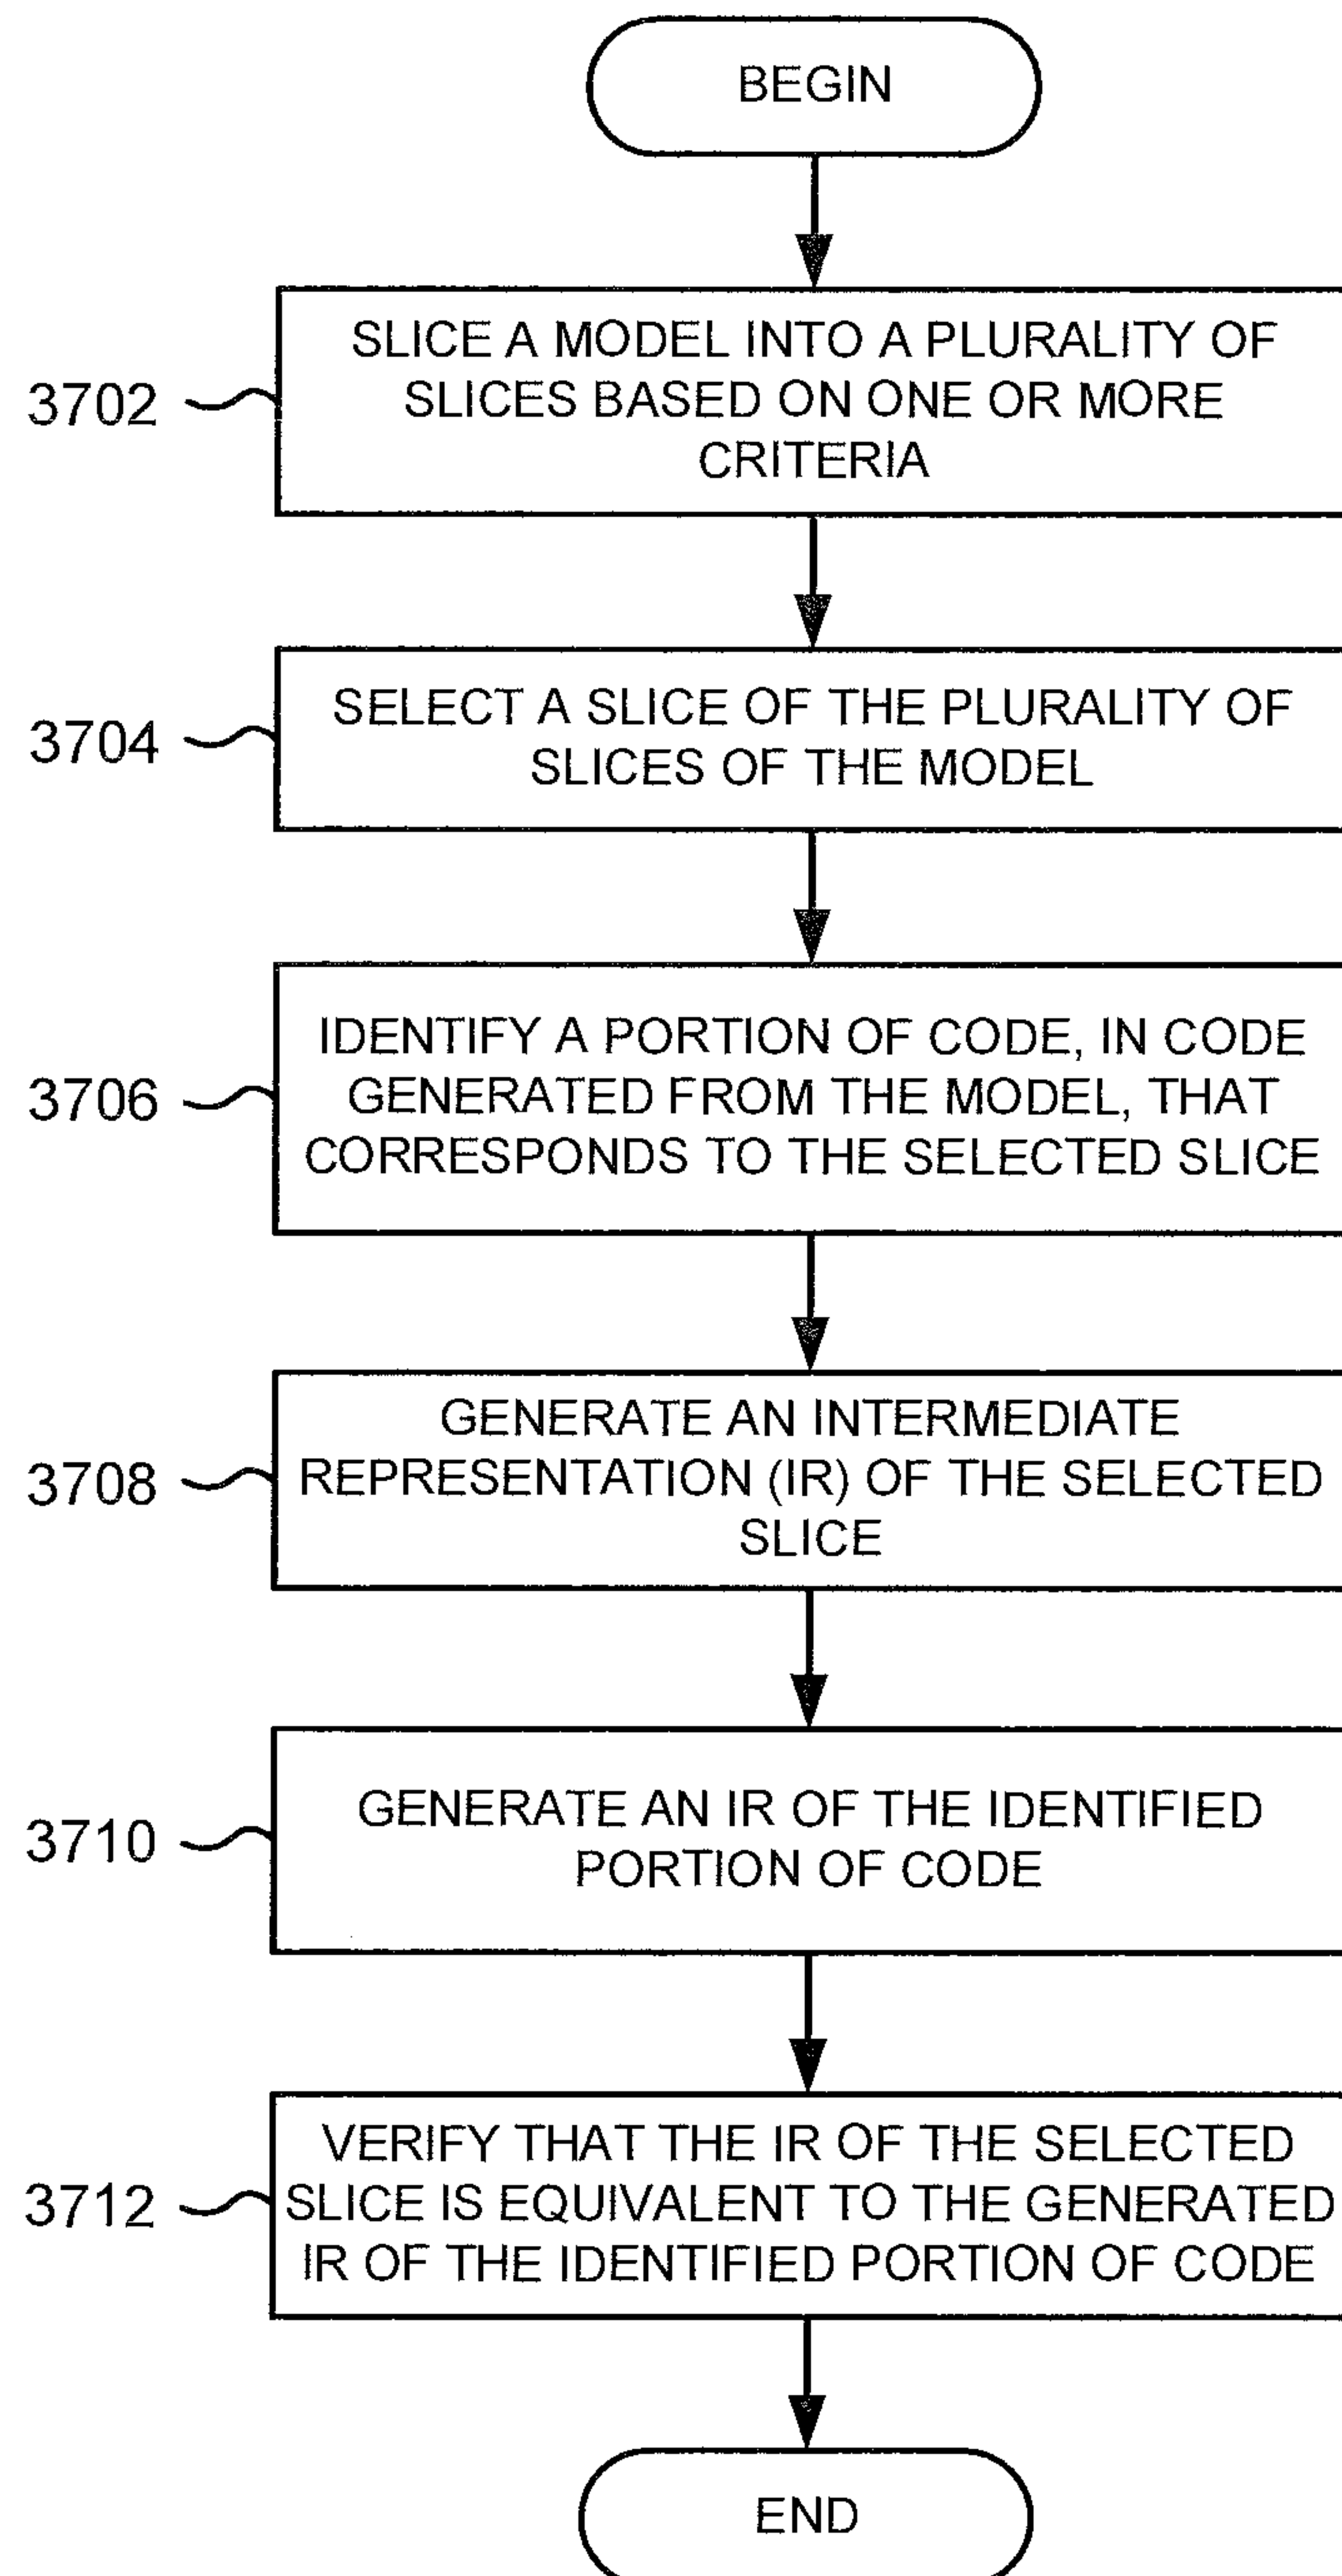 BEGIN
3702
SLICE A MODEL INTO A PLURALITY OF
SLICES BASED ON ONE OR MORE
CRITERIA
3704
SELECT A SLICE OF THE PLURALITY OF
SLICES OF THE MODEL
3706
IDENTIFY A PORTION OF CODE, IN CODE
GENERATED FROM THE MODEL, THAT
CORRESPONDS TO THE SELECTED SLICE
3708
GENERATE AN INTERMEDIATE
REPRESENTATION (IR) OF THE SELECTED
SLICE
3710
GENERATE AN IR OF THE IDENTIFIED
PORTION OF CODE
3712
VERIFY THAT THE IR OF THE SELECTED
SLICE IS EQUIVALENT TO THE GENERATED
IR OF THE IDENTIFIED PORTION OF CODE
END